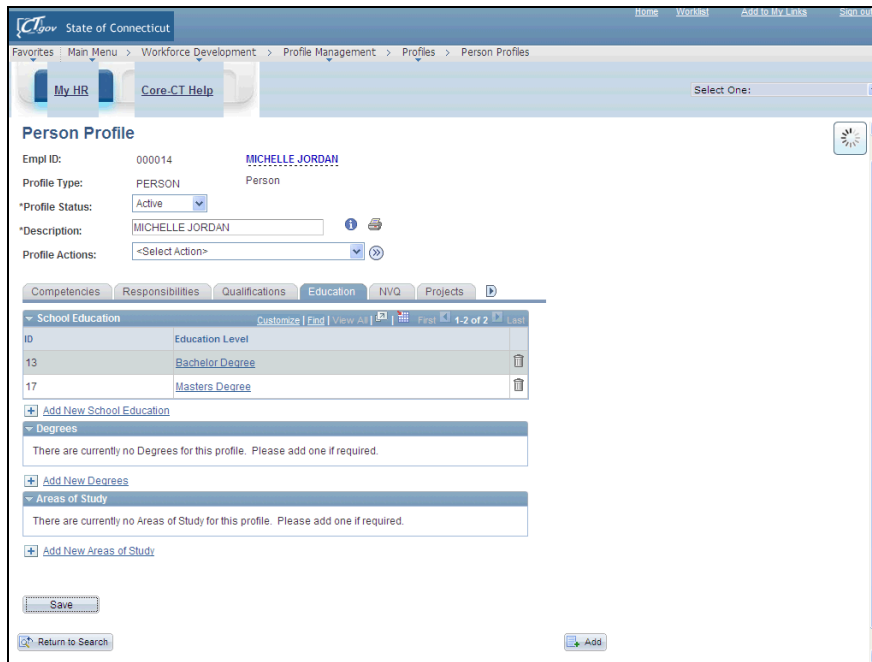 Home Worklist Add to My Links Sign out
CT.gov State of Connecticut
Favorites Main Menu > Workforce Development > Profile Management > Profiles > Person Profiles
My HR Core-CT Help
Select One:
Person Profile
Empl ID: 000014 MICHELLE JORDAN
Profile Type: PERSON Person
*Profile Status: Active
*Description: MICHELLE JORDAN
Profile Actions: <Select Action>
Competencies Responsibilities Qualifications Education NVQ Projects
School Education Customize | Find | View All | | First 1-2 of 2 Last
ID Education Level
13 Bachelor Degree
17 Masters Degree
Add New School Education
Degrees
There are currently no Degrees for this profile. Please add one if required.
Add New Degrees
Areas of Study
There are currently no Areas of Study for this profile. Please add one if required.
Add New Areas of Study
Save
Return to Search Add